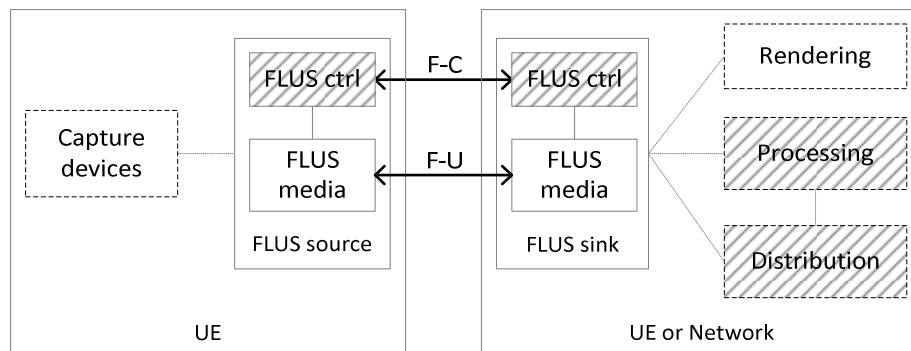 Rendering
FLUS ctrl
F-C
FLUS ctrl
Capture
devices
FLUS
media
F-U
FLUS
media
Processing
FLUS source
FLUS sink
Distribution
UE
UE or Network